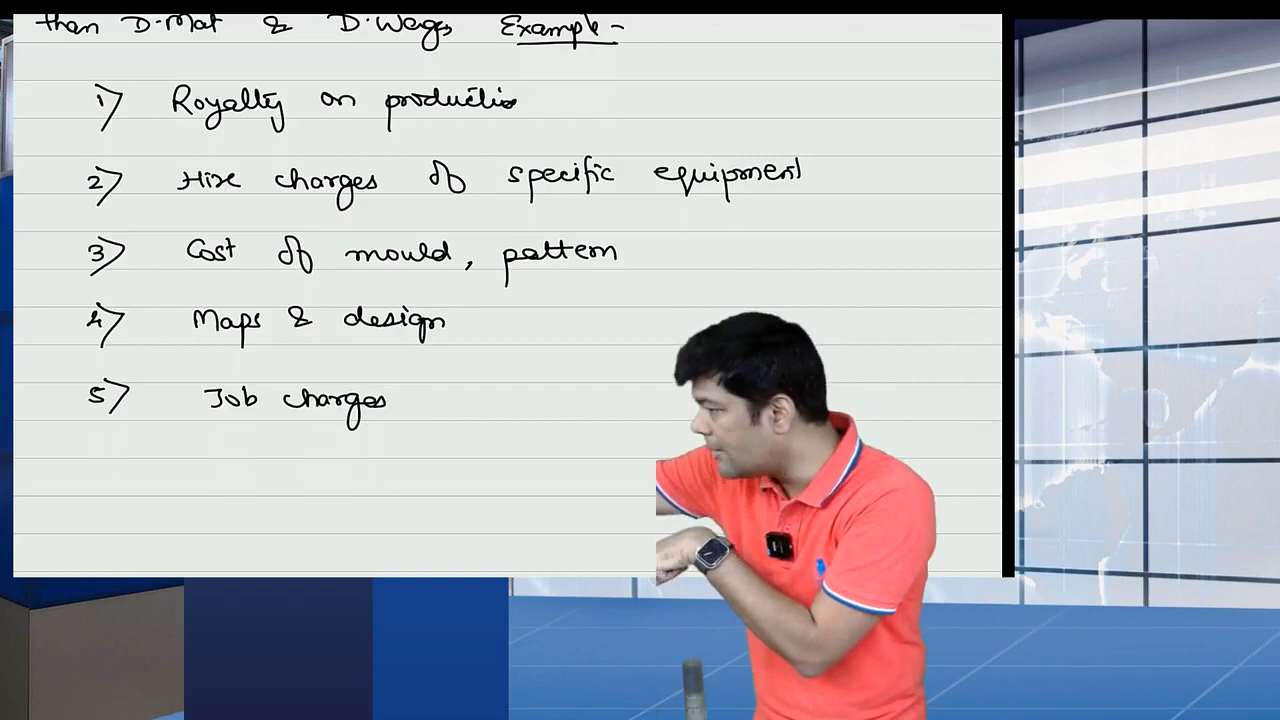 than D.Mat & D.Wages Example -
1) Royalty on production
2) Hire charges of specific equipment
3) Cost of mould, pattern
4) Maps & design
5) Job charges